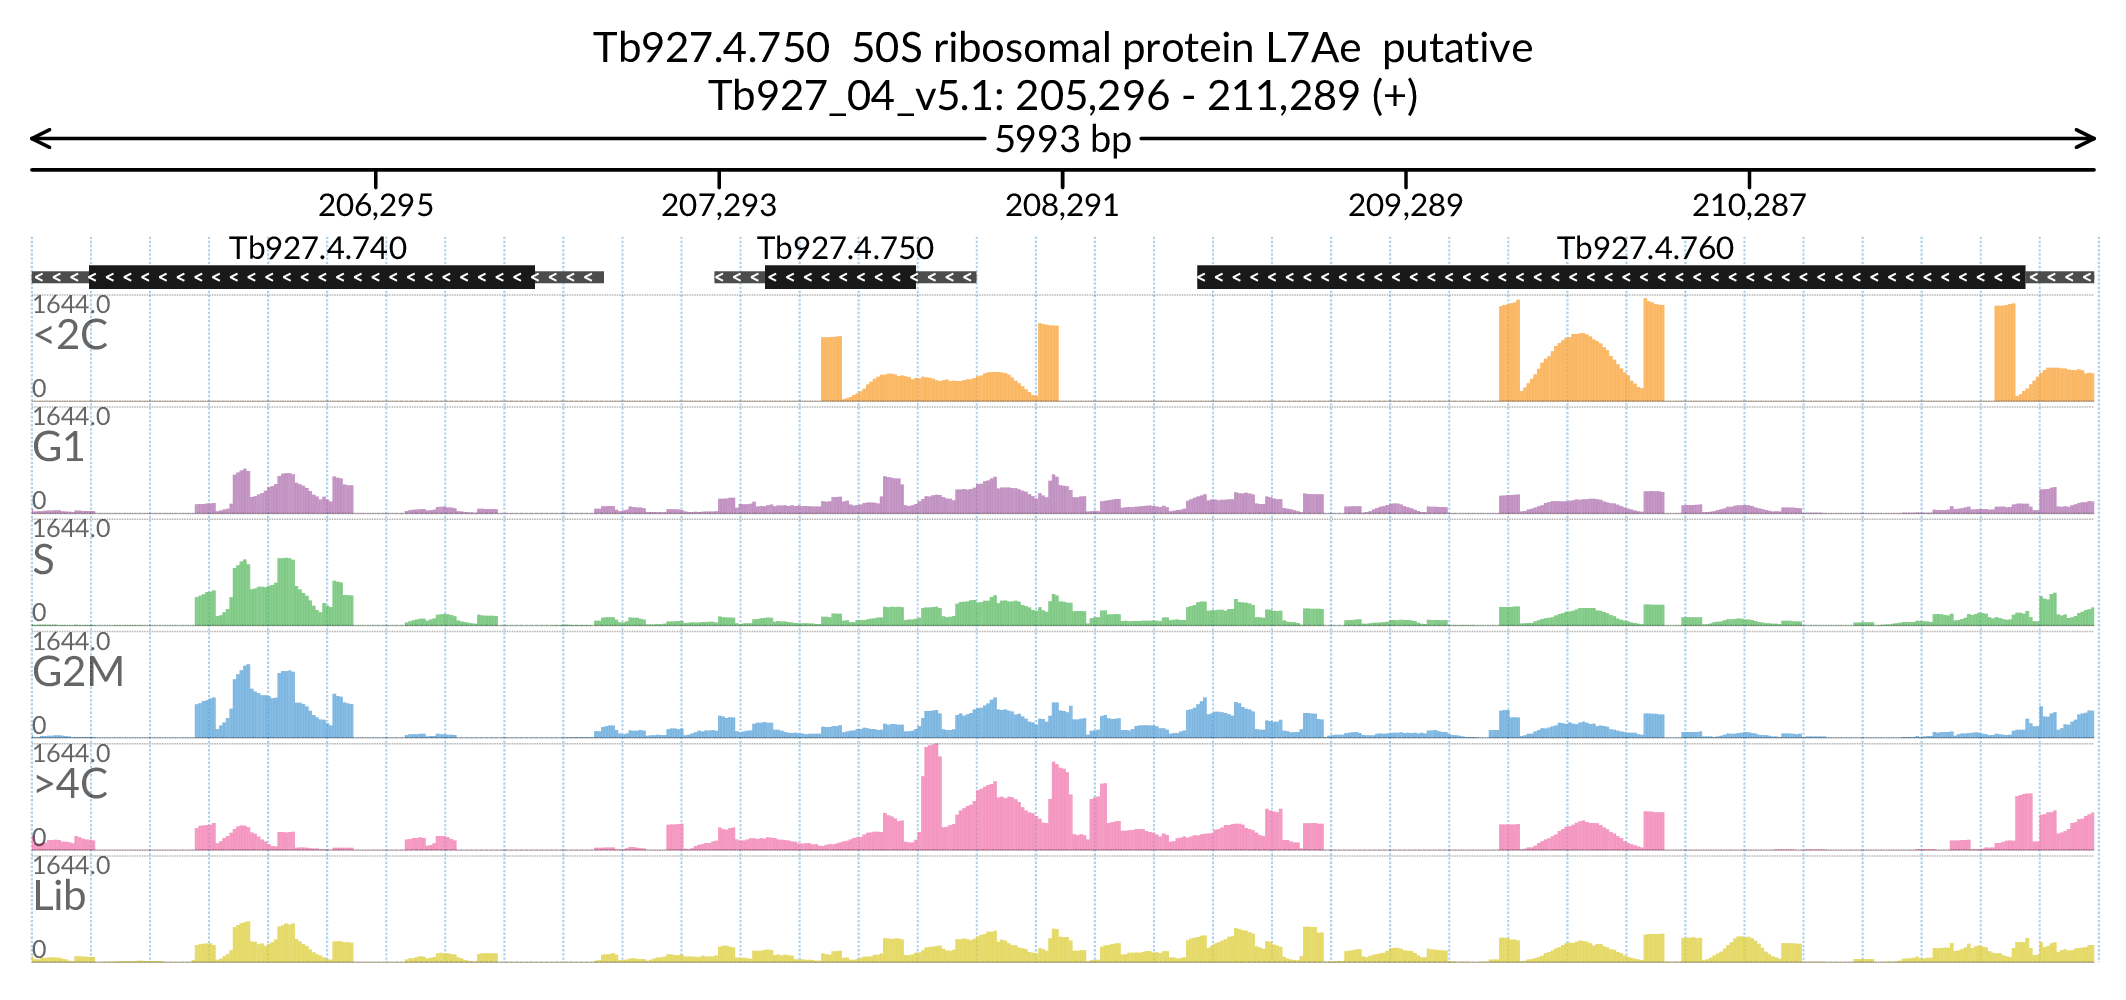 Tb927.4.750  50S ribosomal protein L7Ae  putative
Tb927_04_v5.1: 205,296 - 211,289 (+)
5993 bp
206,295 207,293 208,291 209,289 210,287
Tb927.4.740 Tb927.4.750 Tb927.4.760
1644.0
<2C
0
1644.0
G1
0
1644.0
S
0
1644.0
G2M
0
1644.0
>4C
0
1644.0
Lib
0